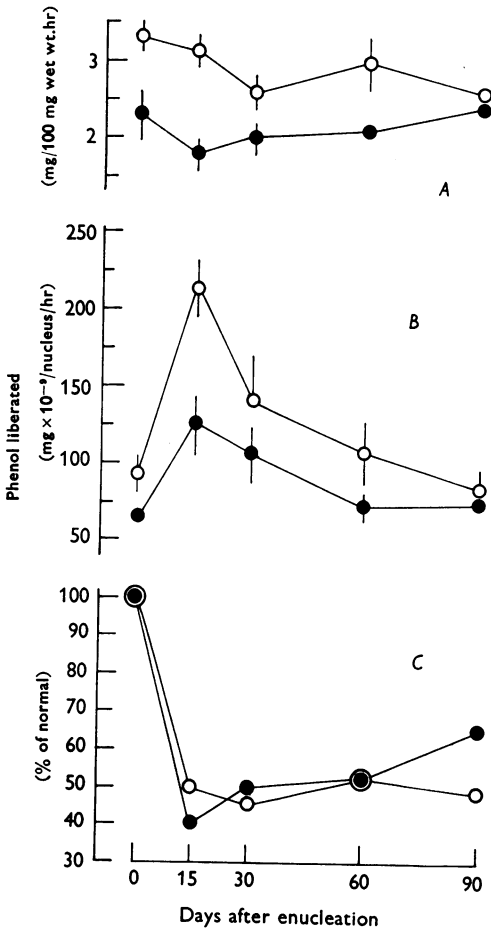 (mg/100 mg wet wt.hr)
3
2
A
Phenol liberated
(mg × 10⁻⁹/nucleus/hr)
250
200
150
100
50
B
(% of normal)
100
90
80
70
60
50
40
30
C
0 15 30 60 90
Days after enucleation